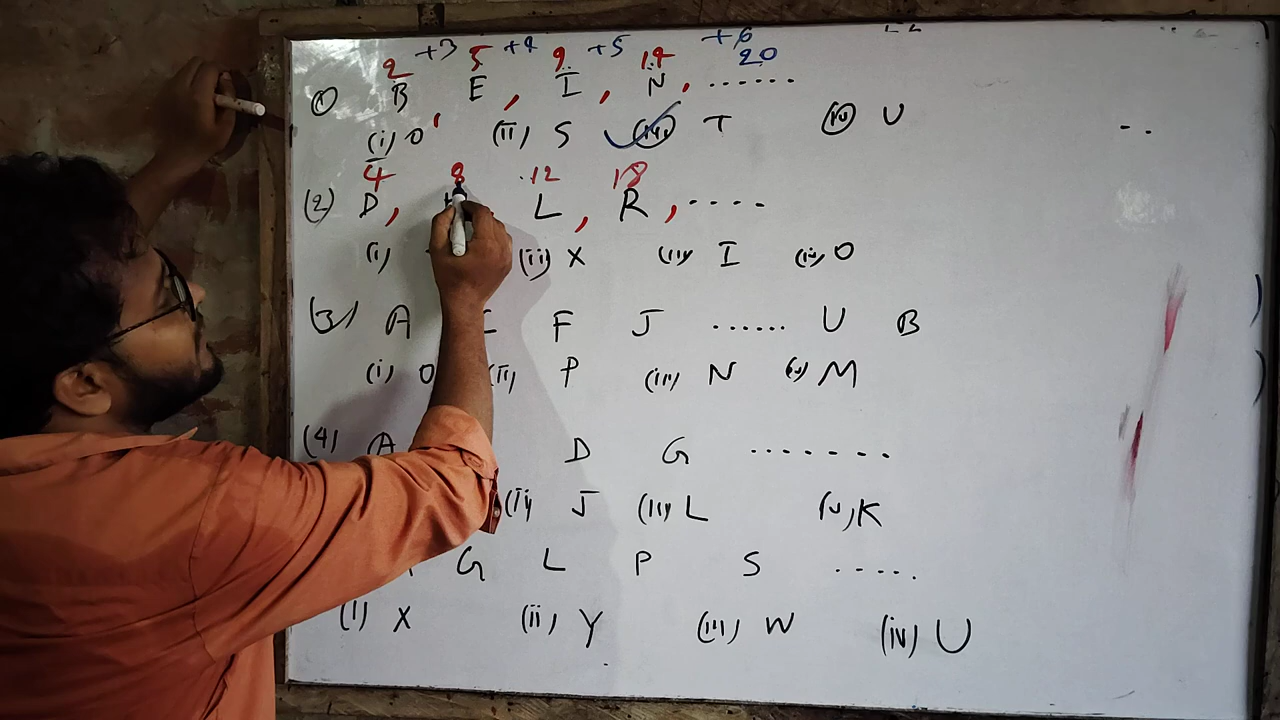 +3 +4 +5 +6
2 5 9 14 20
(1) B, E, I, N, ......
(i) O (ii) S (iii) T (iv) U
4 8 12 18
(2) D, L, R, ....
(i) (ii) X (iii) I (iv) O
(3) A F J ...... U B
(i) O (ii) P (iii) N (iv) M
(4) A D G .......
(ii) J (iii) L (iv) K
G L P S .....
(i) X (ii) Y (iii) W (iv) U